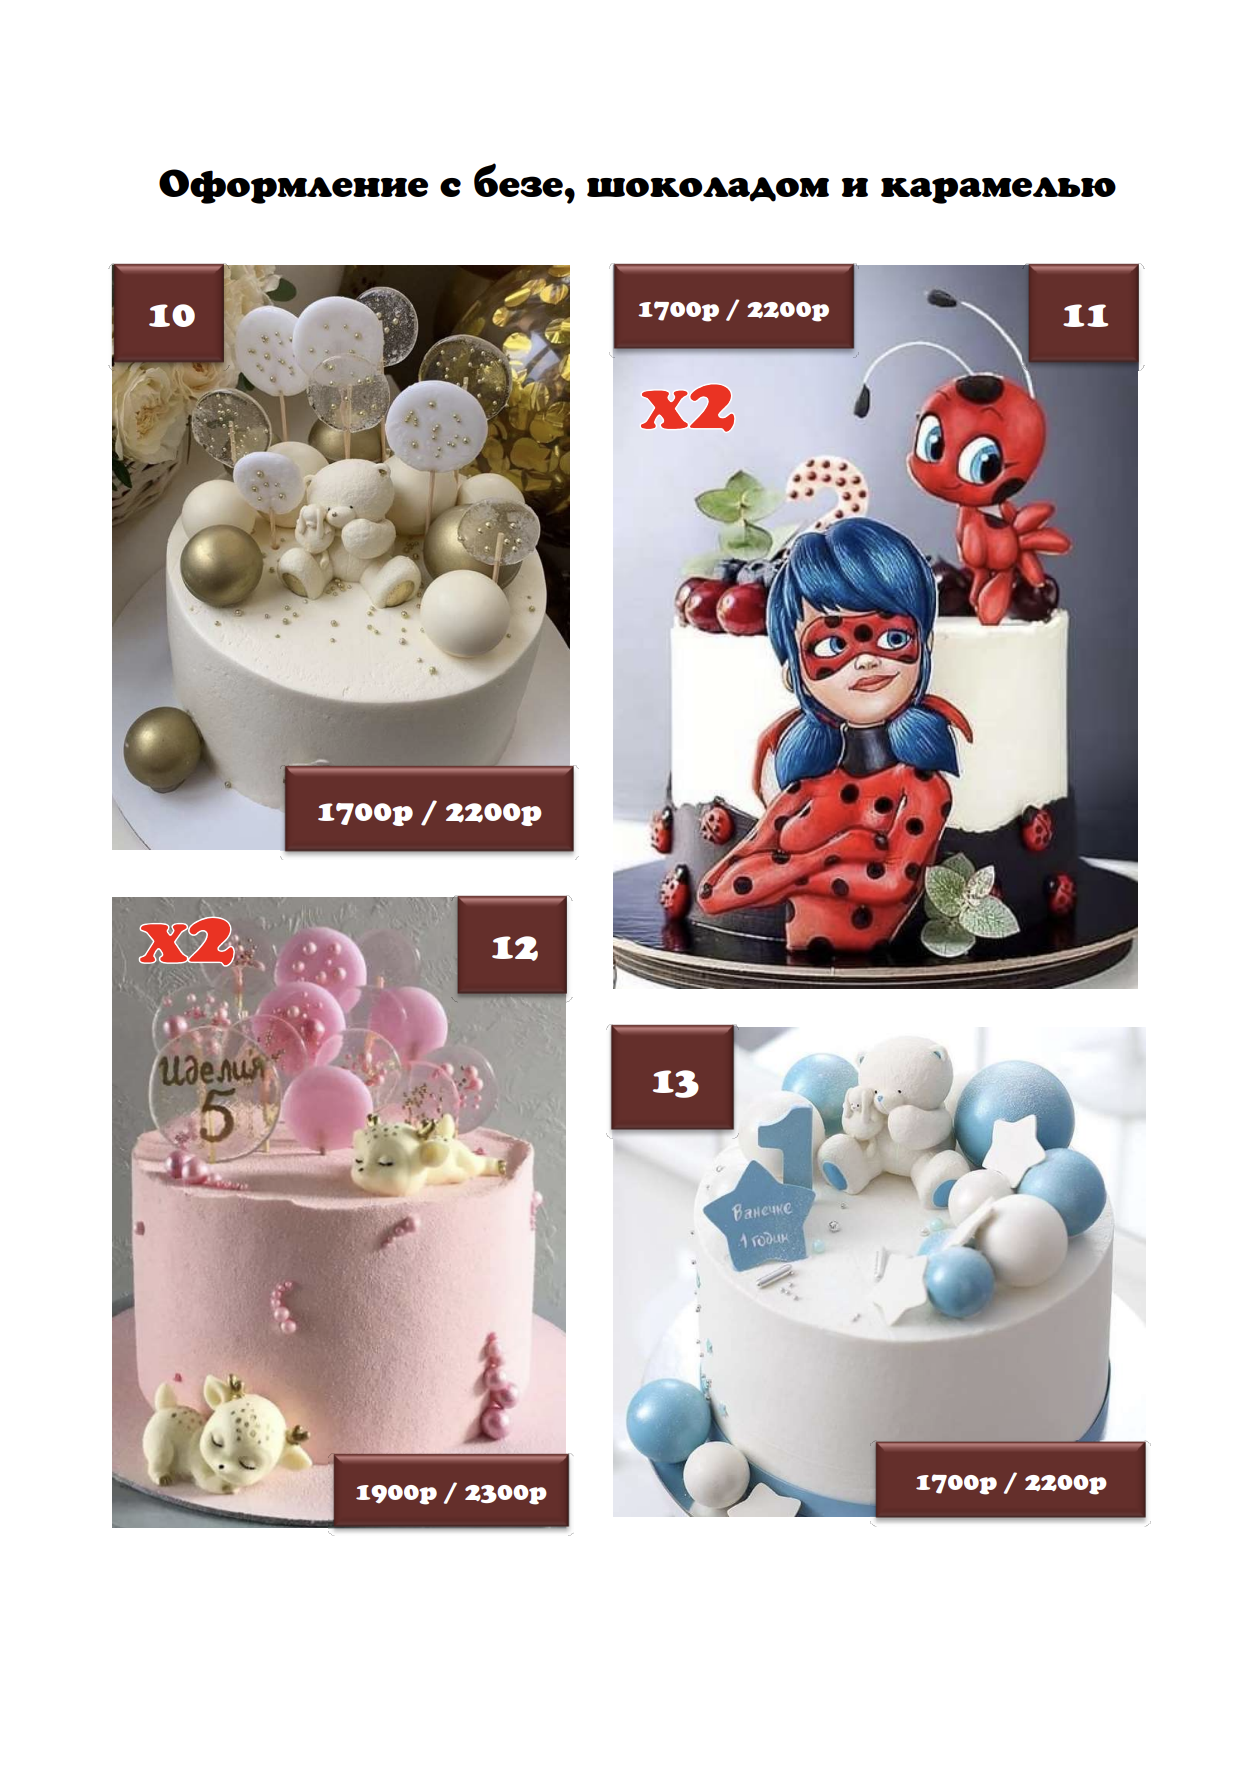 Оформление с безе, шоколадом и карамелью
10
1700р / 2200р
1700р / 2200р
11
X2
X2
12
Иделия
5
1900р / 2300р
13
1
Ванечке
1 годик
1700р / 2200р